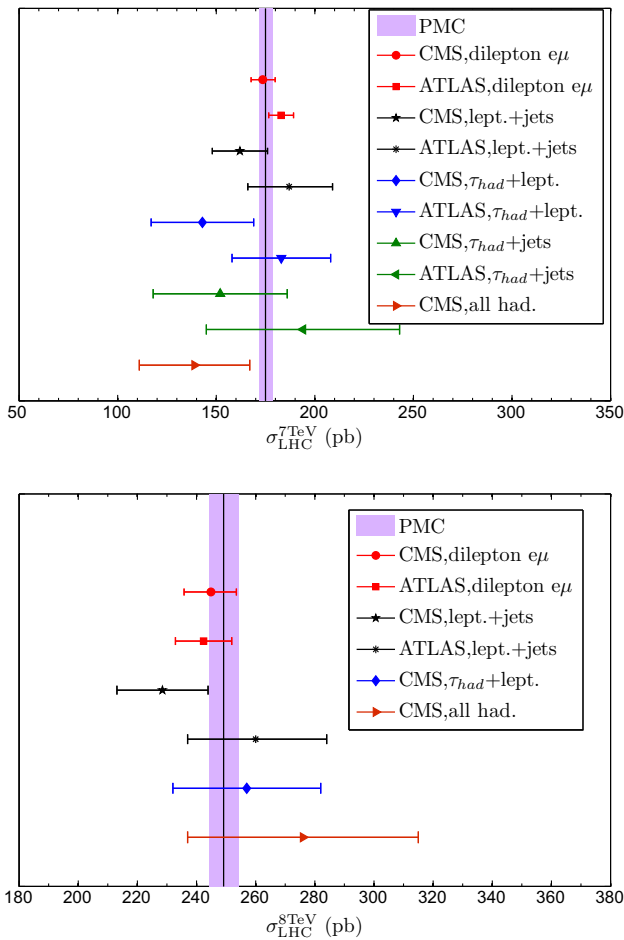 PMC
CMS,dilepton eμ
ATLAS,dilepton eμ
CMS,lept.+jets
ATLAS,lept.+jets
CMS,τhad+lept.
ATLAS,τhad+lept.
CMS,τhad+jets
ATLAS,τhad+jets
CMS,all had.
50 100 150 200 250 300 350
σ7TeVLHC (pb)
PMC
CMS,dilepton eμ
ATLAS,dilepton eμ
CMS,lept.+jets
ATLAS,lept.+jets
CMS,τhad+lept.
CMS,all had.
180 200 220 240 260 280 300 320 340 360 380
σ8TeVLHC (pb)